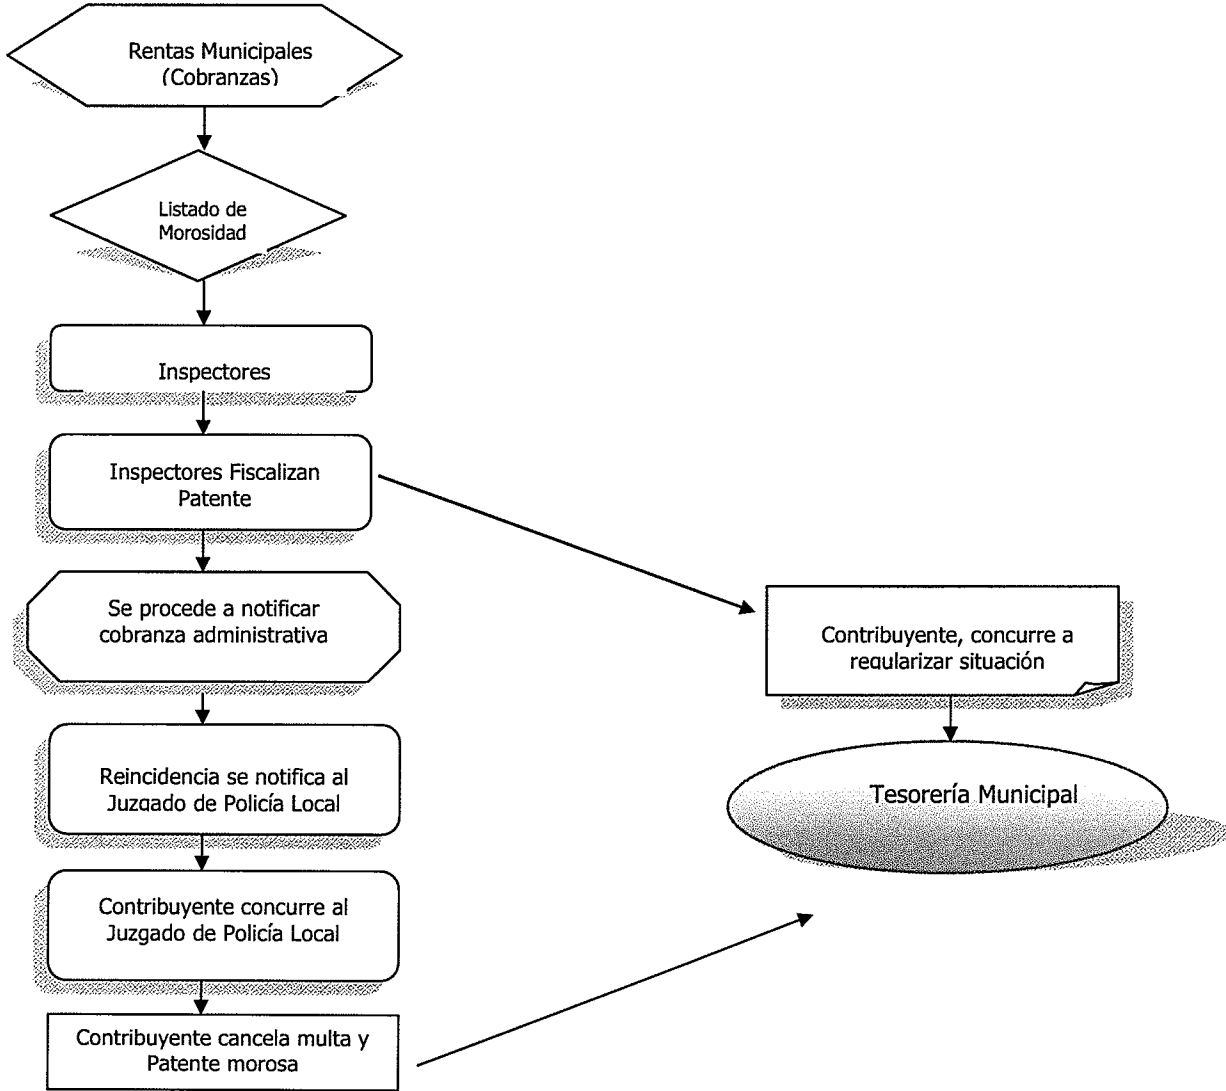 Rentas Municipales
(Cobranzas)
Listado de
Morosidad
Inspectores
Inspectores Fiscalizan
Patente
Se procede a notificar
cobranza administrativa
Reincidencia se notifica al
Juzgado de Policía Local
Contribuyente concurre al
Juzgado de Policía Local
Contribuyente cancela multa y
Patente morosa
Contribuyente, concurre a
regularizar situación
Tesorería Municipal